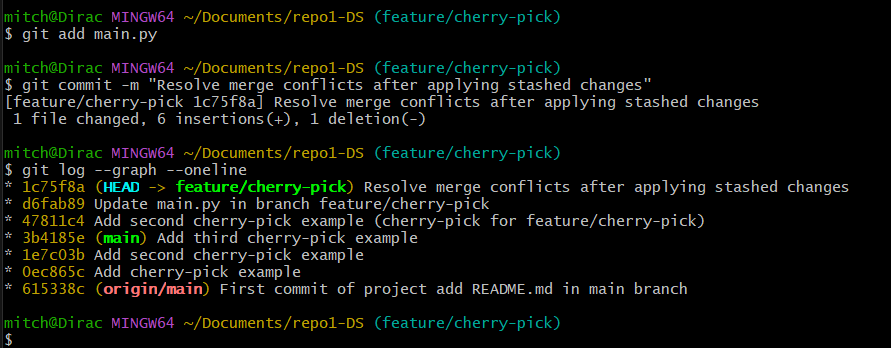 mitch@Dirac MINGW64 ~/Documents/repo1-DS (feature/cherry-pick)
$ git add main.py
mitch@Dirac MINGW64 ~/Documents/repo1-DS (feature/cherry-pick)
$ git commit -m "Resolve merge conflicts after applying stashed changes"
[feature/cherry-pick 1c75f8a] Resolve merge conflicts after applying stashed changes
 1 file changed, 6 insertions(+), 1 deletion(-)
mitch@Dirac MINGW64 ~/Documents/repo1-DS (feature/cherry-pick)
$ git log --graph --oneline
* 1c75f8a (HEAD -> feature/cherry-pick) Resolve merge conflicts after applying stashed changes
* d6fab89 Update main.py in branch feature/cherry-pick
* 47811c4 Add second cherry-pick example (cherry-pick for feature/cherry-pick)
* 3b4185e (main) Add third cherry-pick example
* 1e7c03b Add second cherry-pick example
* 0ec865c Add cherry-pick example
* 615338c (origin/main) First commit of project add README.md in main branch
mitch@Dirac MINGW64 ~/Documents/repo1-DS (feature/cherry-pick)
$